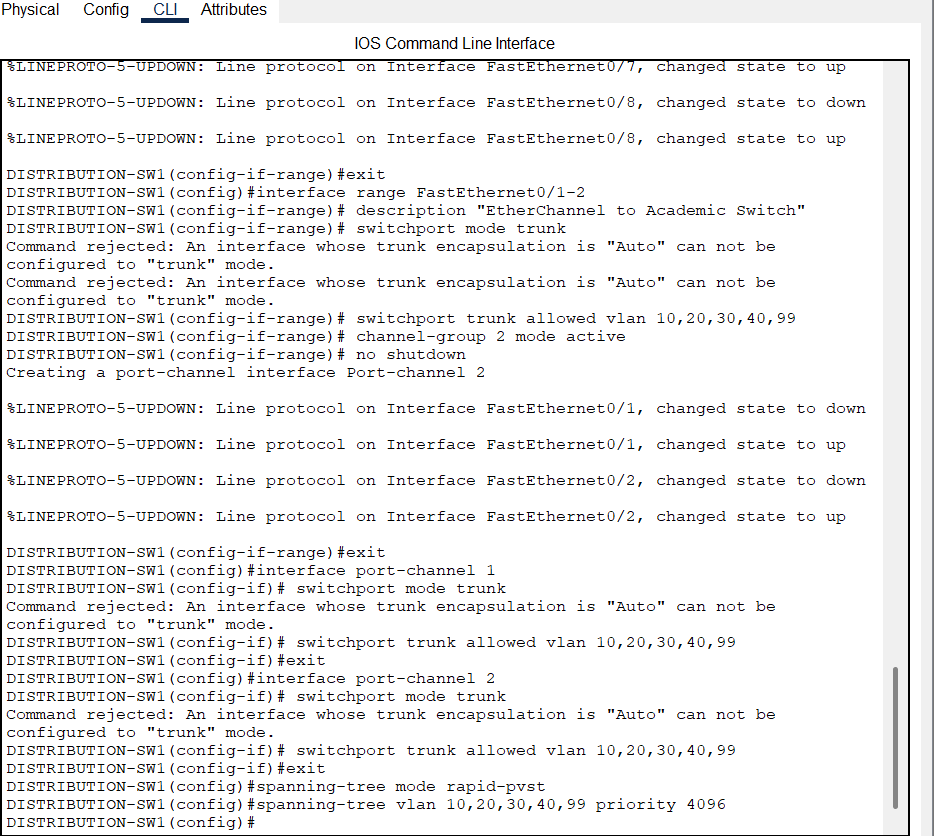 Physical Config CLI Attributes
IOS Command Line Interface
%LINEPROTO-5-UPDOWN: Line protocol on Interface FastEthernet0/7, changed state to up
%LINEPROTO-5-UPDOWN: Line protocol on Interface FastEthernet0/8, changed state to down
%LINEPROTO-5-UPDOWN: Line protocol on Interface FastEthernet0/8, changed state to up
DISTRIBUTION-SW1(config-if-range)#exit
DISTRIBUTION-SW1(config)#interface range FastEthernet0/1-2
DISTRIBUTION-SW1(config-if-range)# description "EtherChannel to Academic Switch"
DISTRIBUTION-SW1(config-if-range)# switchport mode trunk
Command rejected: An interface whose trunk encapsulation is "Auto" can not be
configured to "trunk" mode.
Command rejected: An interface whose trunk encapsulation is "Auto" can not be
configured to "trunk" mode.
DISTRIBUTION-SW1(config-if-range)# switchport trunk allowed vlan 10,20,30,40,99
DISTRIBUTION-SW1(config-if-range)# channel-group 2 mode active
DISTRIBUTION-SW1(config-if-range)# no shutdown
Creating a port-channel interface Port-channel 2
%LINEPROTO-5-UPDOWN: Line protocol on Interface FastEthernet0/1, changed state to down
%LINEPROTO-5-UPDOWN: Line protocol on Interface FastEthernet0/1, changed state to up
%LINEPROTO-5-UPDOWN: Line protocol on Interface FastEthernet0/2, changed state to down
%LINEPROTO-5-UPDOWN: Line protocol on Interface FastEthernet0/2, changed state to up
DISTRIBUTION-SW1(config-if-range)#exit
DISTRIBUTION-SW1(config)#interface port-channel 1
DISTRIBUTION-SW1(config-if)# switchport mode trunk
Command rejected: An interface whose trunk encapsulation is "Auto" can not be
configured to "trunk" mode.
DISTRIBUTION-SW1(config-if)# switchport trunk allowed vlan 10,20,30,40,99
DISTRIBUTION-SW1(config-if)#exit
DISTRIBUTION-SW1(config)#interface port-channel 2
DISTRIBUTION-SW1(config-if)# switchport mode trunk
Command rejected: An interface whose trunk encapsulation is "Auto" can not be
configured to "trunk" mode.
DISTRIBUTION-SW1(config-if)# switchport trunk allowed vlan 10,20,30,40,99
DISTRIBUTION-SW1(config-if)#exit
DISTRIBUTION-SW1(config)#spanning-tree mode rapid-pvst
DISTRIBUTION-SW1(config)#spanning-tree vlan 10,20,30,40,99 priority 4096
DISTRIBUTION-SW1(config)#